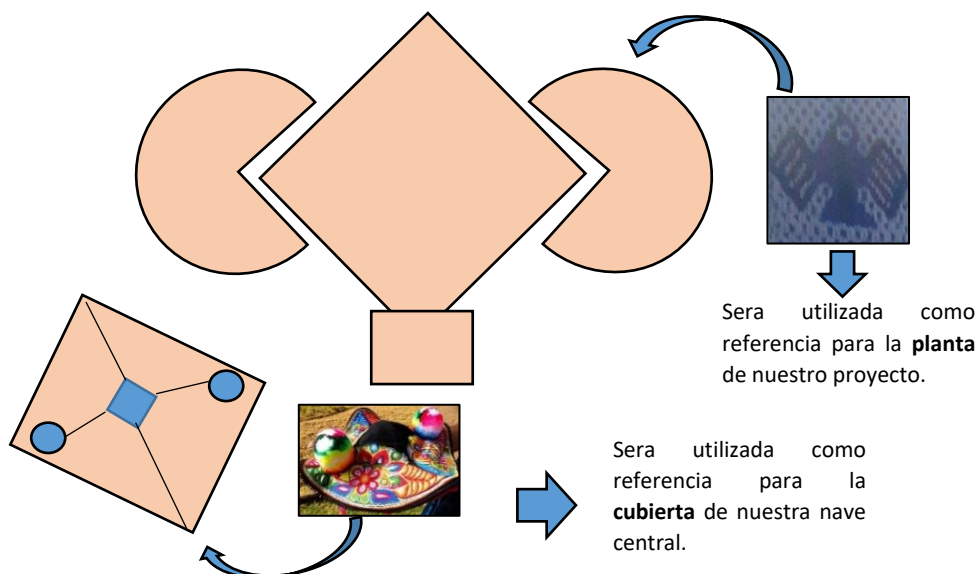 Sera utilizada como
referencia para la planta
de nuestro proyecto.
Sera utilizada como
referencia para la
cubierta de nuestra nave
central.